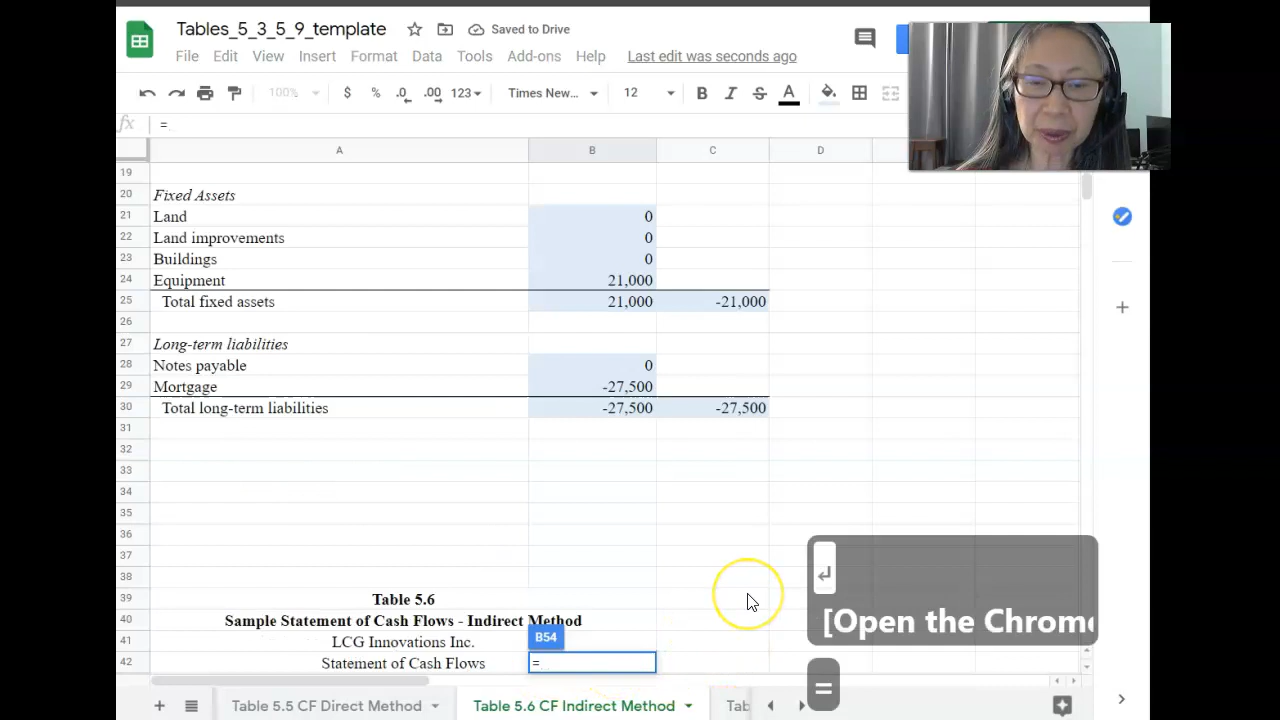 Tables_5_3_5_9_template
Saved to Drive
File Edit View Insert Format Data Tools Add-ons Help Last edit was seconds ago
100% $ % .0 .00 123 Times New... 12 B I S A
fx =
A B C D
19
20 Fixed Assets
21 Land 0
22 Land improvements 0
23 Buildings 0
24 Equipment 21,000
25 Total fixed assets 21,000 -21,000
26
27 Long-term liabilities
28 Notes payable 0
29 Mortgage -27,500
30 Total long-term liabilities -27,500 -27,500
31
32
33
34
35
36
37
38
39 Table 5.6
40 Sample Statement of Cash Flows - Indirect Method
41 LCG Innovations Inc.
B54
42 Statement of Cash Flows =
↵
[Open the Chrome
=
+ Table 5.5 CF Direct Method Table 5.6 CF Indirect Method Tab